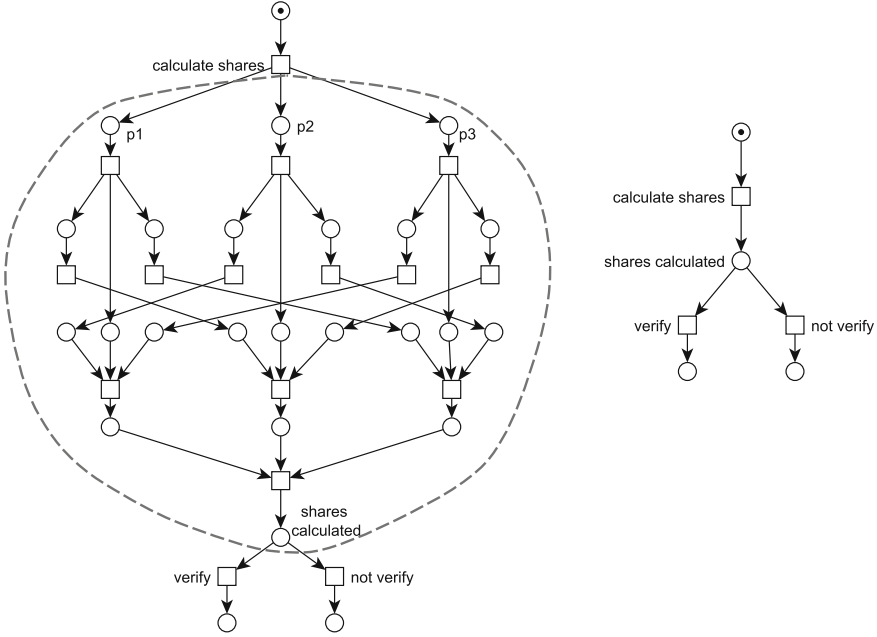 calculate shares
p1
p2
p3
shares
calculated
verify
not verify
calculate shares
shares calculated
verify
not verify